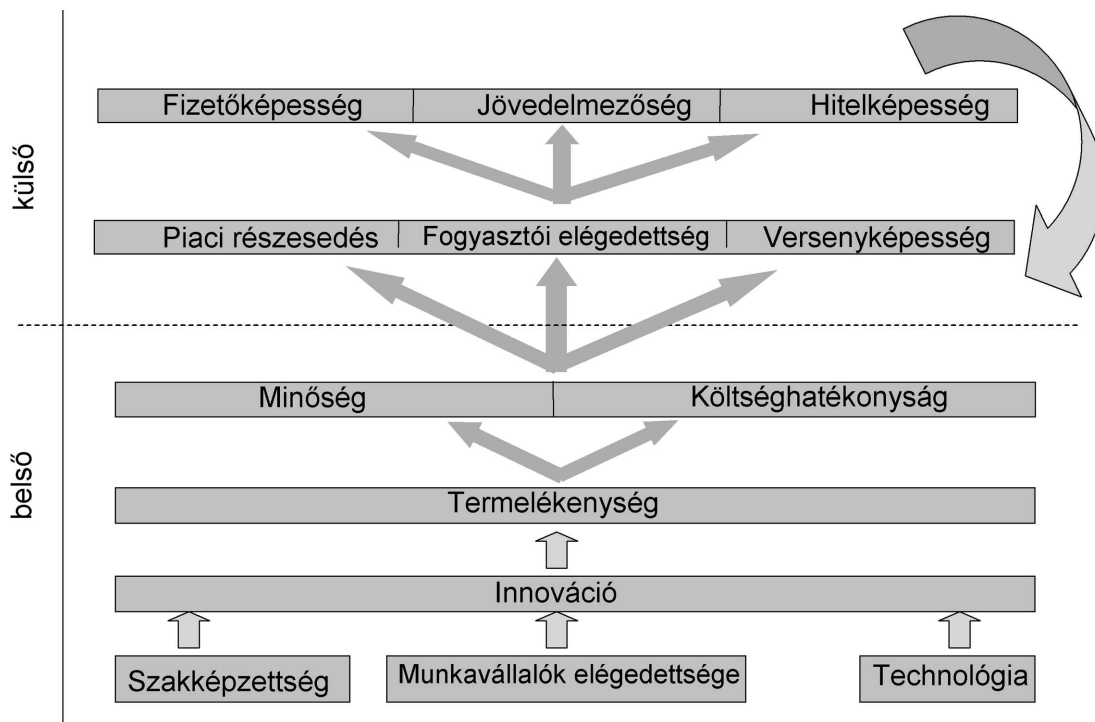 külső
Fizetőképesség Jövedelmezőség Hitelképesség
Piaci részesedés Fogyasztói elégedettség Versenyképesség
belső
Minőség Költséghatékonyság
Termelékenység
Innováció
Szakképzettség Munkavállalók elégedettsége Technológia